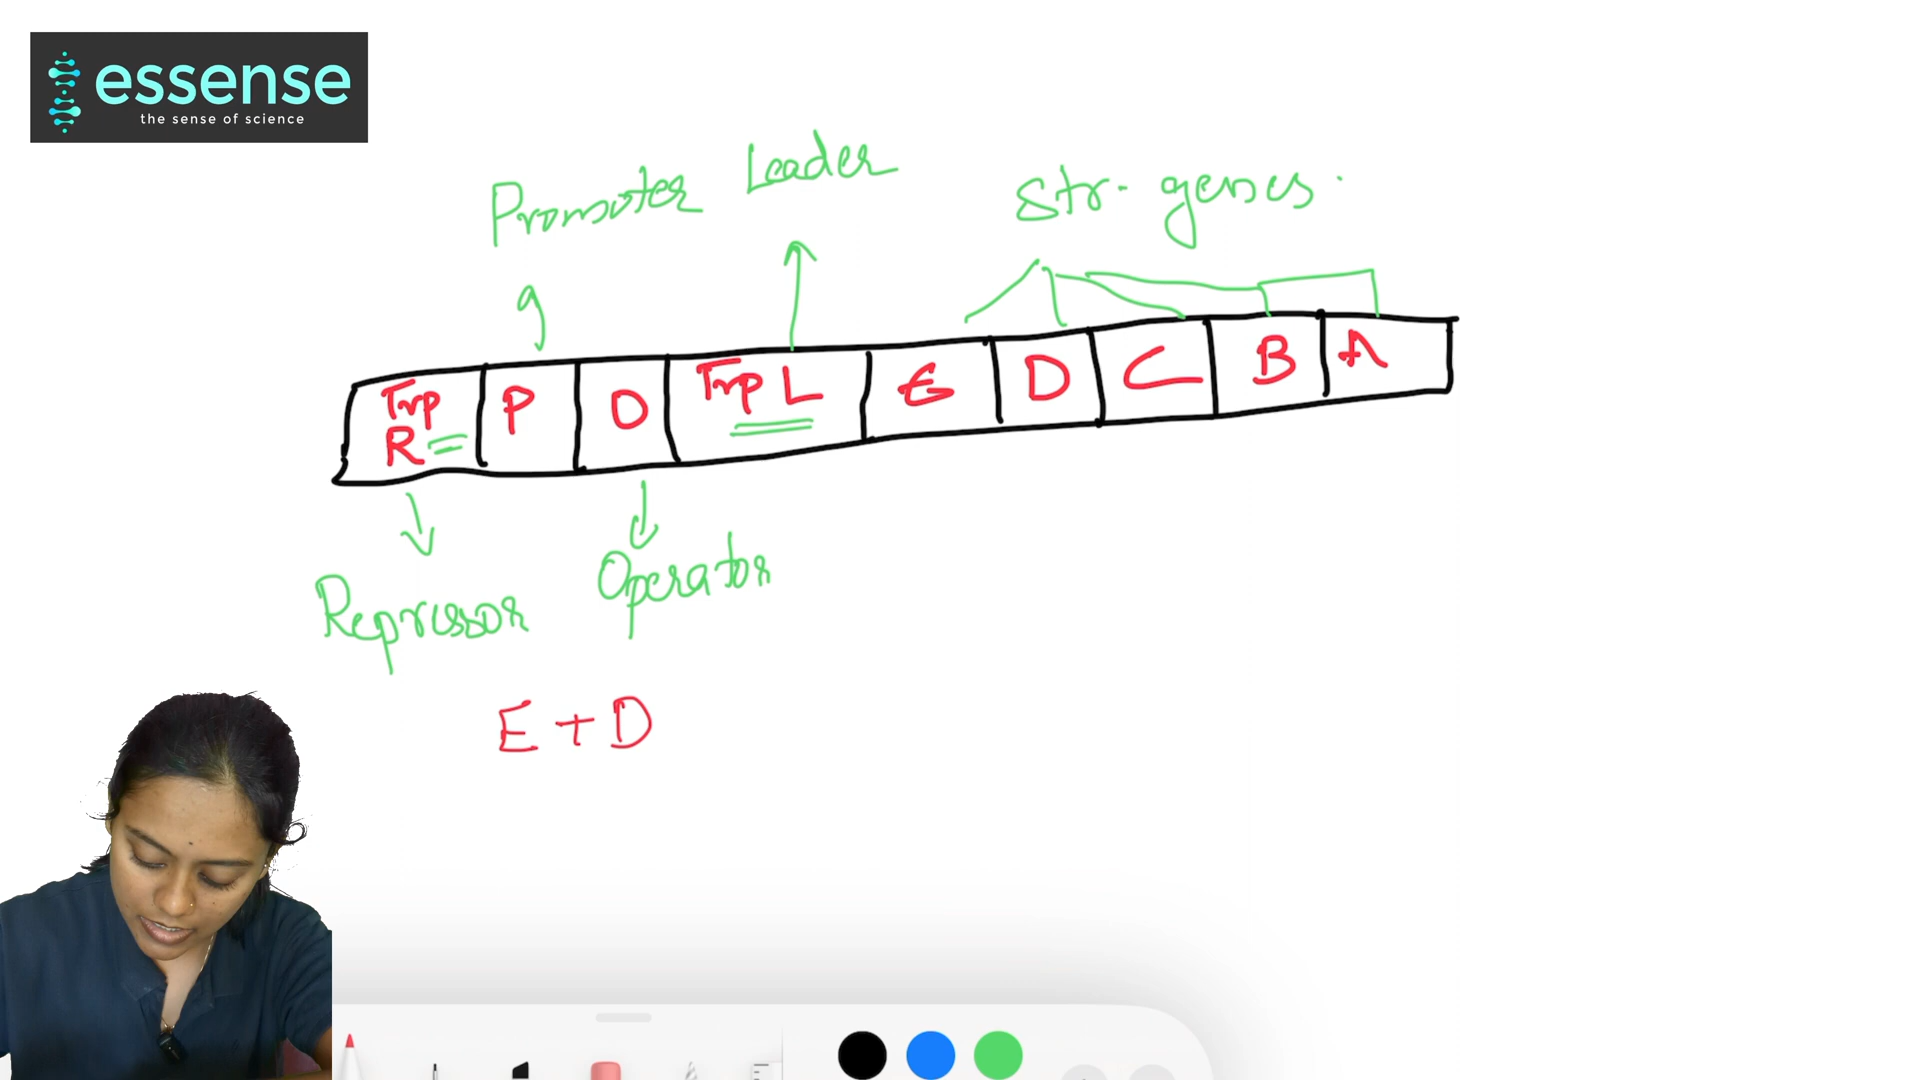 essense
the sense of science
Promoter Leader Str. genes.
Trp R P O Trp L E D C B A
Repressor Operator
E + D